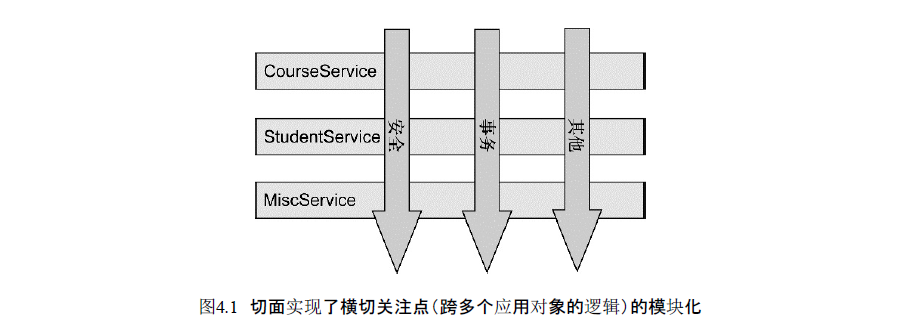 CourseService
StudentService
MiscService
安全
事务
其他
图4.1 切面实现了横切关注点(跨多个应用对象的逻辑)的模块化